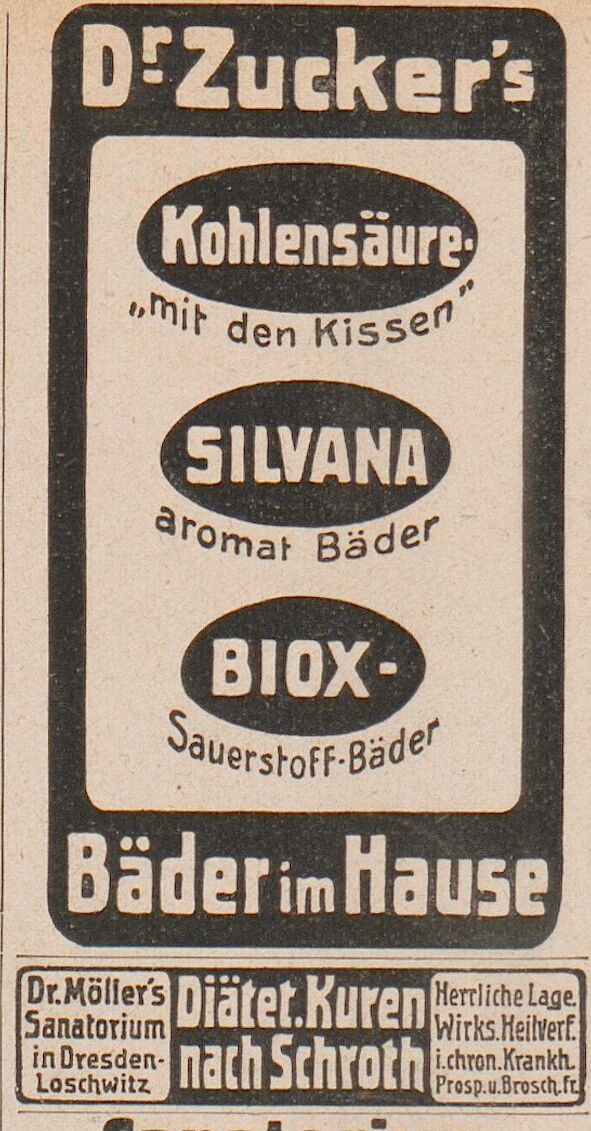 Dr. Zucker's
Kohlensäure-
„mit den Kissen”
SILVANA
aromat Bäder
BIOX-
Sauerstoff-Bäder
Bäder im Hause
Dr. Möller's
Sanatorium
in Dresden-
Loschwitz
Diätet. Kuren
nach Schroth
Herrliche Lage.
Wirks. Heilverf.
i. chron. Krankh.
Prosp. u. Brosch. fr.